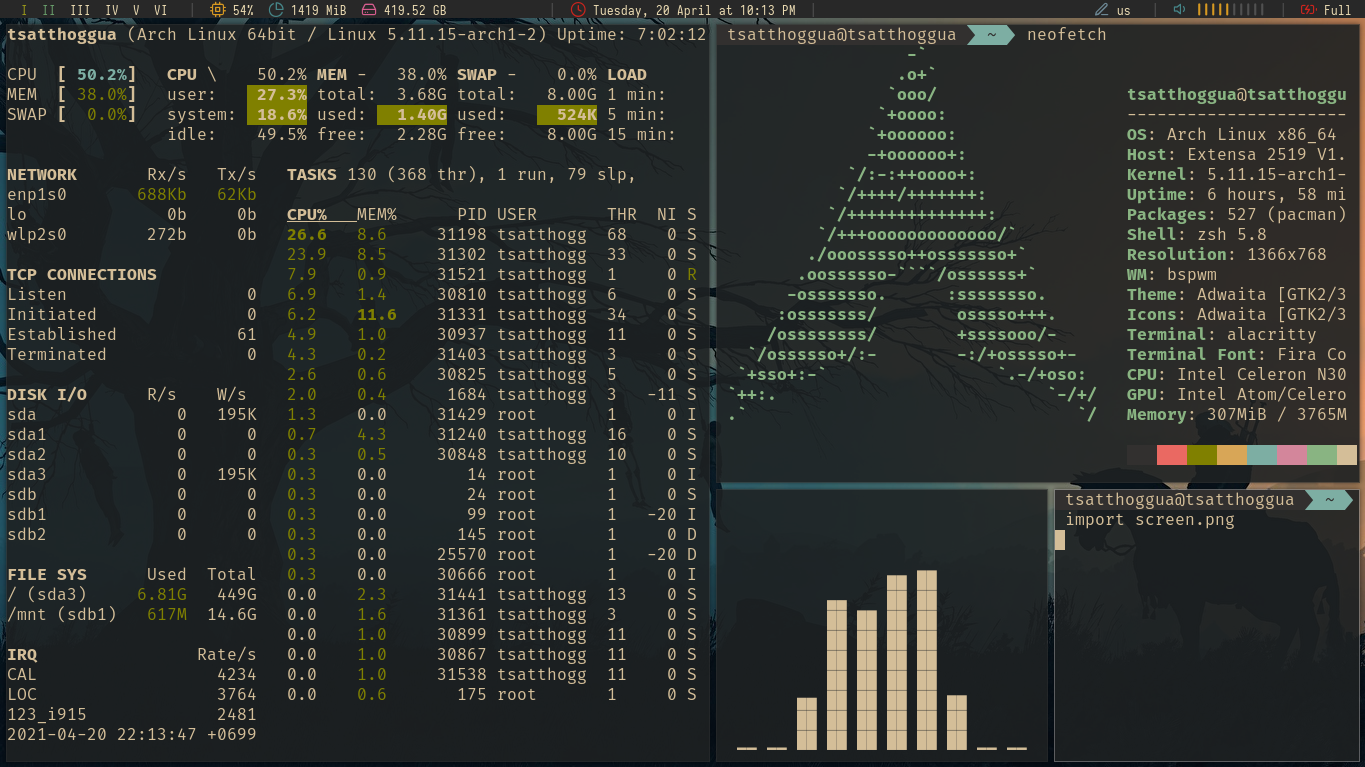 I II III IV V VI 54% 1419 MiB 419.52 GB Tuesday, 20 April at 10:13 PM us Full
tsatthoggua (Arch Linux 64bit / Linux 5.11.15-arch1-2) Uptime: 7:02:12
CPU [ 50.2%] CPU \ 50.2% MEM - 38.0% SWAP - 0.0% LOAD
MEM [ 38.0%] user: 27.3% total: 3.68G total: 8.00G 1 min:
SWAP [ 0.0%] system: 18.6% used: 1.40G used: 524K 5 min:
idle: 49.5% free: 2.28G free: 8.00G 15 min:
NETWORK Rx/s Tx/s TASKS 130 (368 thr), 1 run, 79 slp,
enp1s0 688Kb 62Kb
lo 0b 0b CPU% MEM% PID USER THR NI S
wlp2s0 272b 0b 26.6 8.6 31198 tsatthogg 68 0 S
23.9 8.5 31302 tsatthogg 33 0 S
TCP CONNECTIONS 7.9 0.9 31521 tsatthogg 1 0 R
Listen 0 6.9 1.4 30810 tsatthogg 6 0 S
Initiated 0 6.2 11.6 31331 tsatthogg 34 0 S
Established 61 4.9 1.0 30937 tsatthogg 11 0 S
Terminated 0 4.3 0.2 31403 tsatthogg 3 0 S
2.6 0.6 30825 tsatthogg 5 0 S
DISK I/O R/s W/s 2.0 0.4 1684 tsatthogg 3 -11 S
sda 0 195K 1.3 0.0 31429 root 1 0 I
sda1 0 0 0.7 4.3 31240 tsatthogg 16 0 S
sda2 0 0 0.3 0.5 30848 tsatthogg 10 0 S
sda3 0 195K 0.3 0.0 14 root 1 0 I
sdb 0 0 0.3 0.0 24 root 1 0 S
sdb1 0 0 0.3 0.0 99 root 1 -20 I
sdb2 0 0 0.3 0.0 145 root 1 0 D
0.3 0.0 25570 root 1 -20 D
FILE SYS Used Total 0.3 0.0 30666 root 1 0 I
/ (sda3) 6.81G 449G 0.0 2.3 31441 tsatthogg 13 0 S
/mnt (sdb1) 617M 14.6G 0.0 1.6 31361 tsatthogg 3 0 S
0.0 1.0 30899 tsatthogg 11 0 S
IRQ Rate/s 0.0 1.0 30867 tsatthogg 11 0 S
CAL 4234 0.0 1.0 31538 tsatthogg 11 0 S
LOC 3764 0.0 0.6 175 root 1 0 S
123_i915 2481
2021-04-20 22:13:47 +0699
tsatthoggua@tsatthoggua ~ neofetch
-`
.o+`
`ooo/ tsatthoggua@tsatthoggu
`+oooo: ----------------------
`+oooooo: OS: Arch Linux x86_64
-+oooooo+: Host: Extensa 2519 V1.
`/:-:++oooo+: Kernel: 5.11.15-arch1-
`/++++/+++++++: Uptime: 6 hours, 58 mi
`/++++++++++++++: Packages: 527 (pacman)
`/+++ooooooooooooo/` Shell: zsh 5.8
./ooosssso++osssssso+` Resolution: 1366x768
.oossssso-````/ossssss+` WM: bspwm
-osssssso. :ssssssso. Theme: Adwaita [GTK2/3
:osssssss/ osssso+++. Icons: Adwaita [GTK2/3
/ossssssss/ +ssssooo/- Terminal: alacritty
`/ossssso+/:- -:/+osssso+- Terminal Font: Fira Co
`+sso+:-` `.-/+oso: CPU: Intel Celeron N30
`++:. `-/+/ GPU: Intel Atom/Celero
.` `/ Memory: 307MiB / 3765M
tsatthoggua@tsatthoggua ~
import screen.png